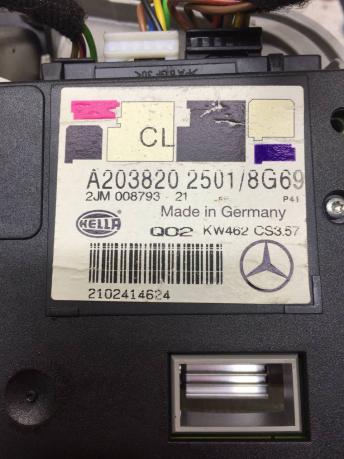 CL
A203820 2501/8G69
2JM 008793 - 21 P41
Made in Germany
HELLA
Q02 KW462 CS3.57
2102414624